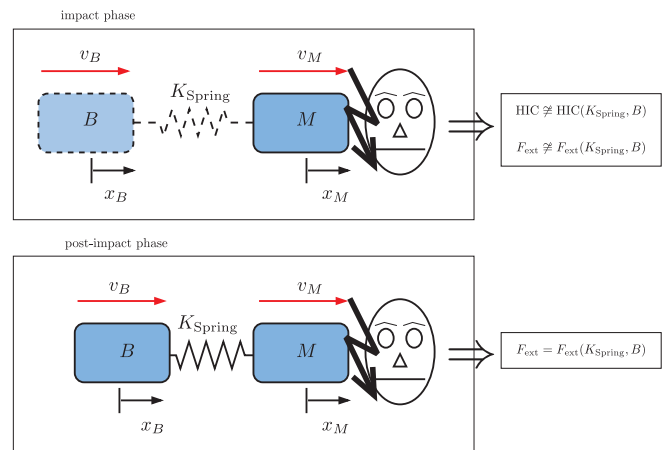 impact phase
v_B v_M
K_Spring
B M
x_B x_M
HIC ≇ HIC(K_Spring, B)
F_ext ≇ F_ext(K_Spring, B)
post-impact phase
v_B v_M
K_Spring
B M
x_B x_M
F_ext = F_ext(K_Spring, B)